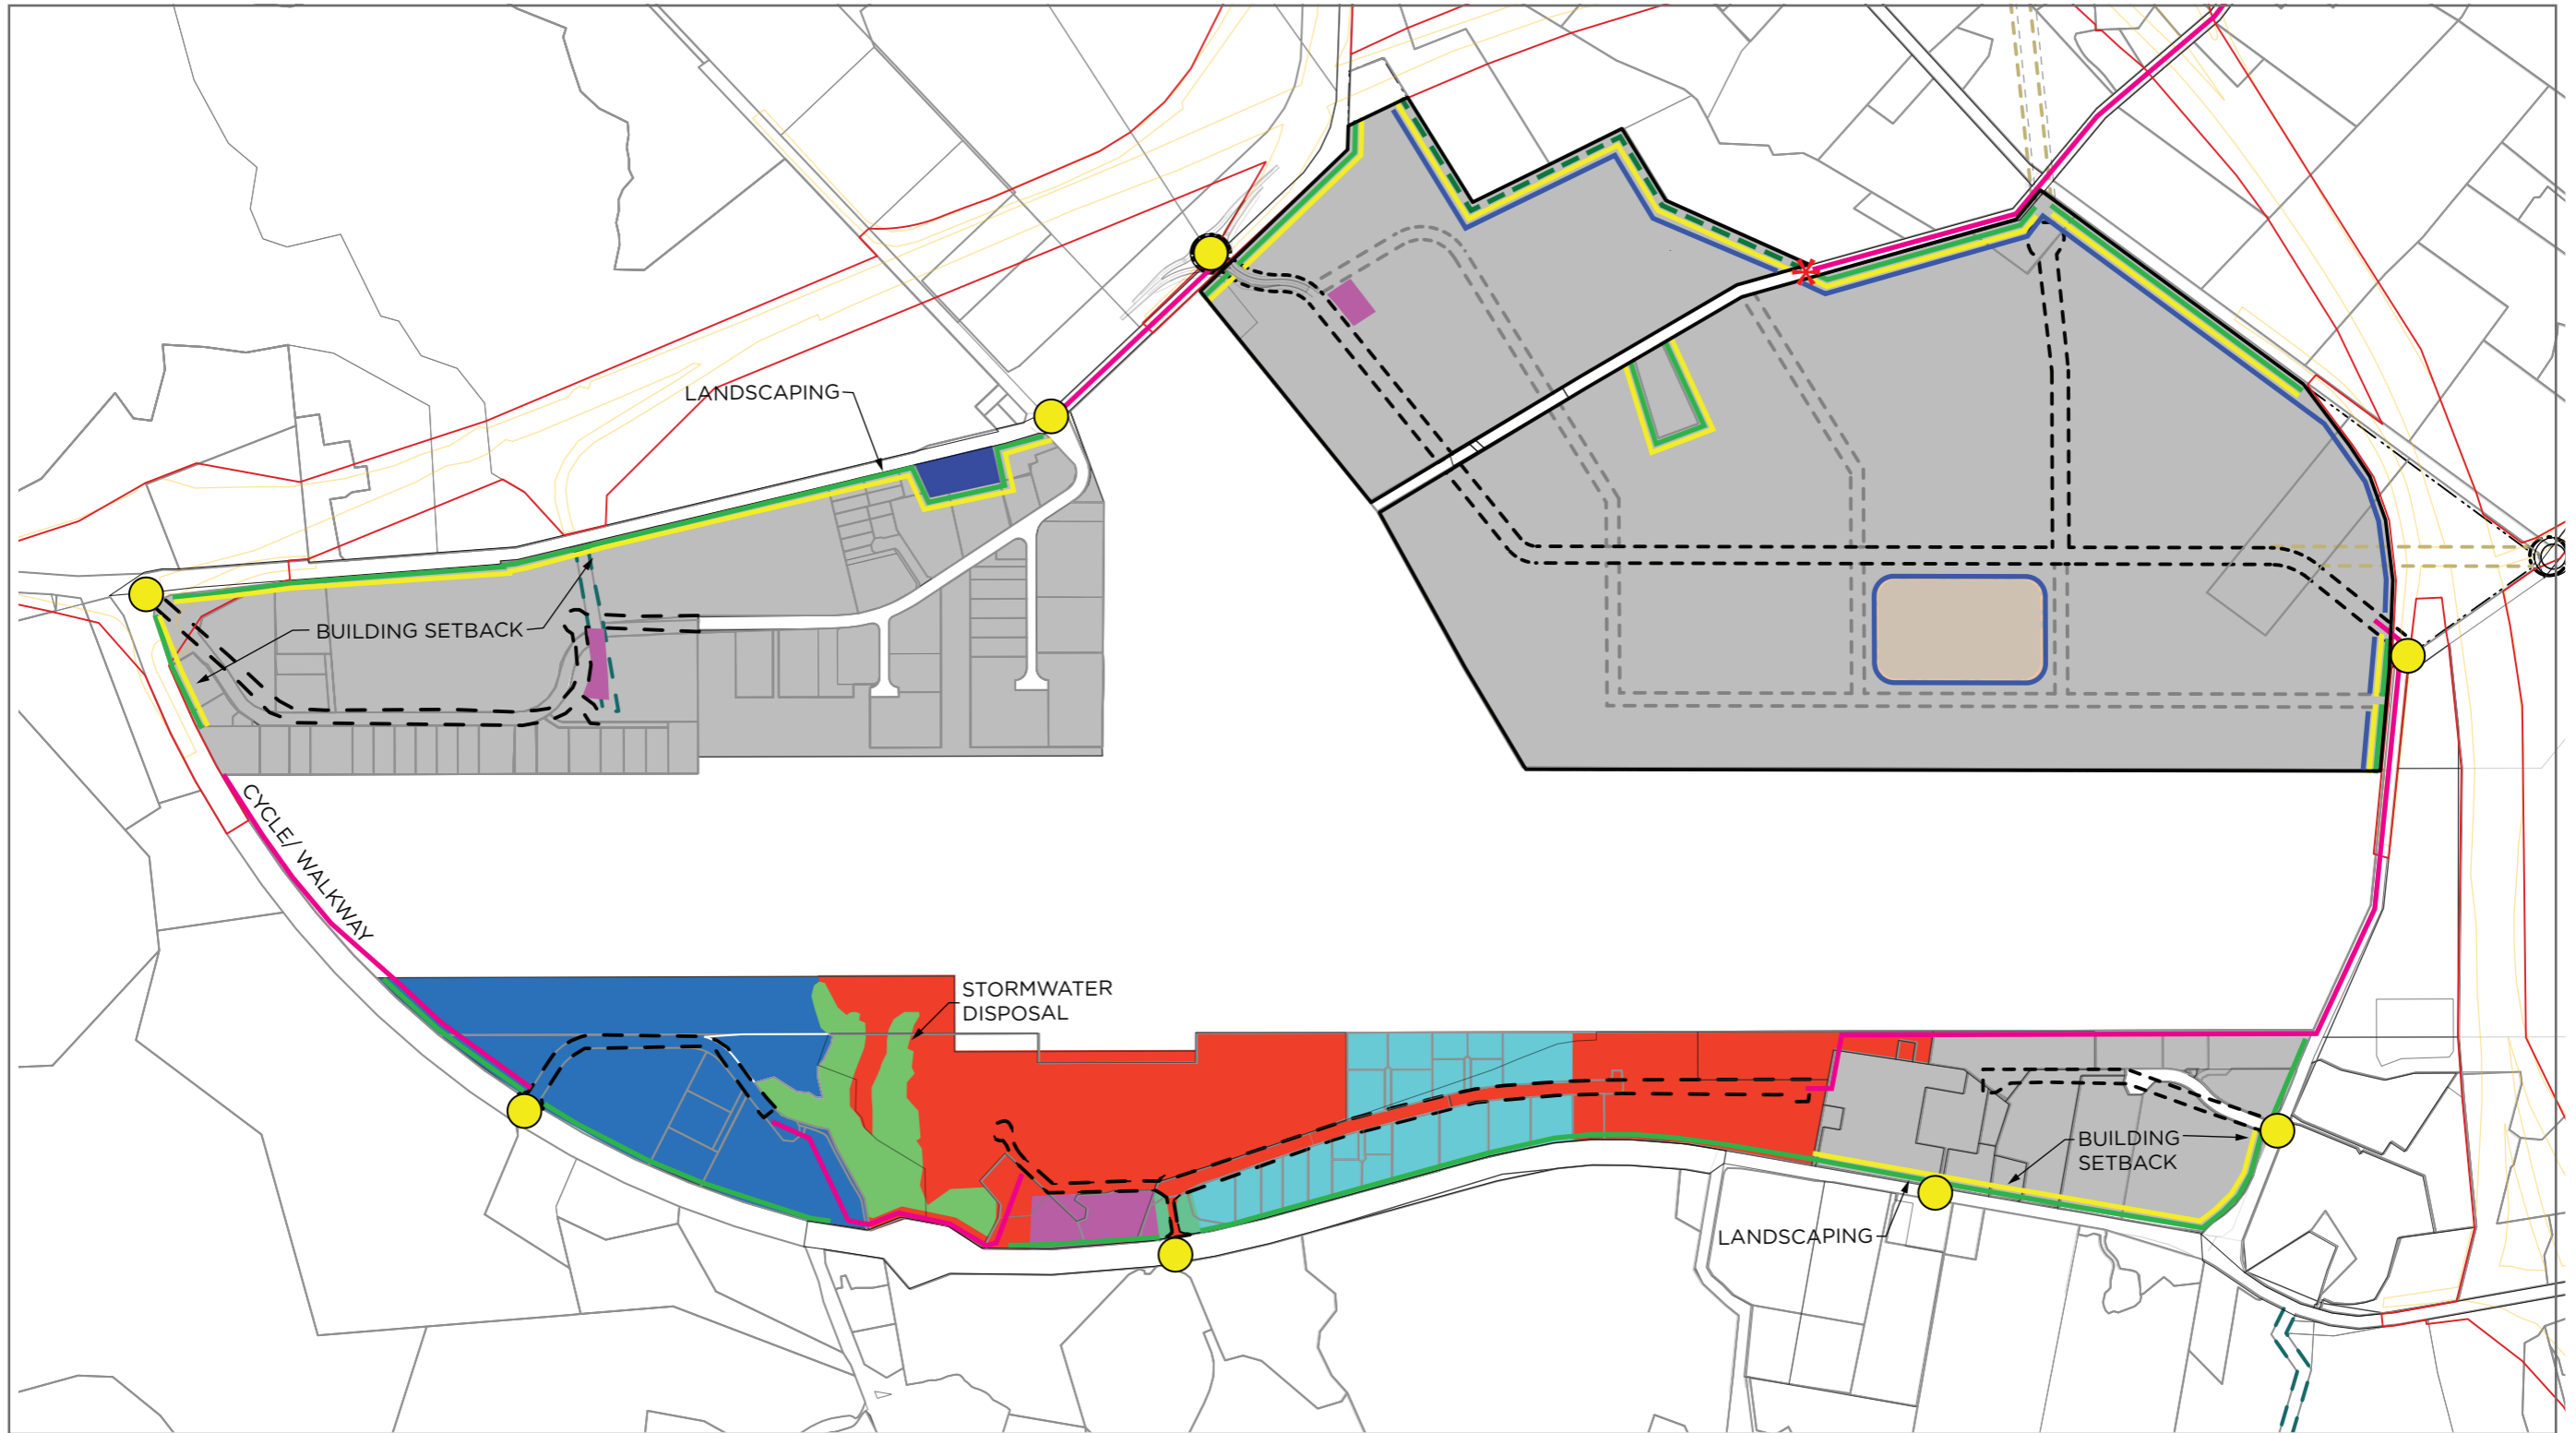 LANDSCAPING
BUILDING SETBACK
CYCLE/ WALKWAY
STORMWATER
DISPOSAL
BUILDING
SETBACK
LANDSCAPING